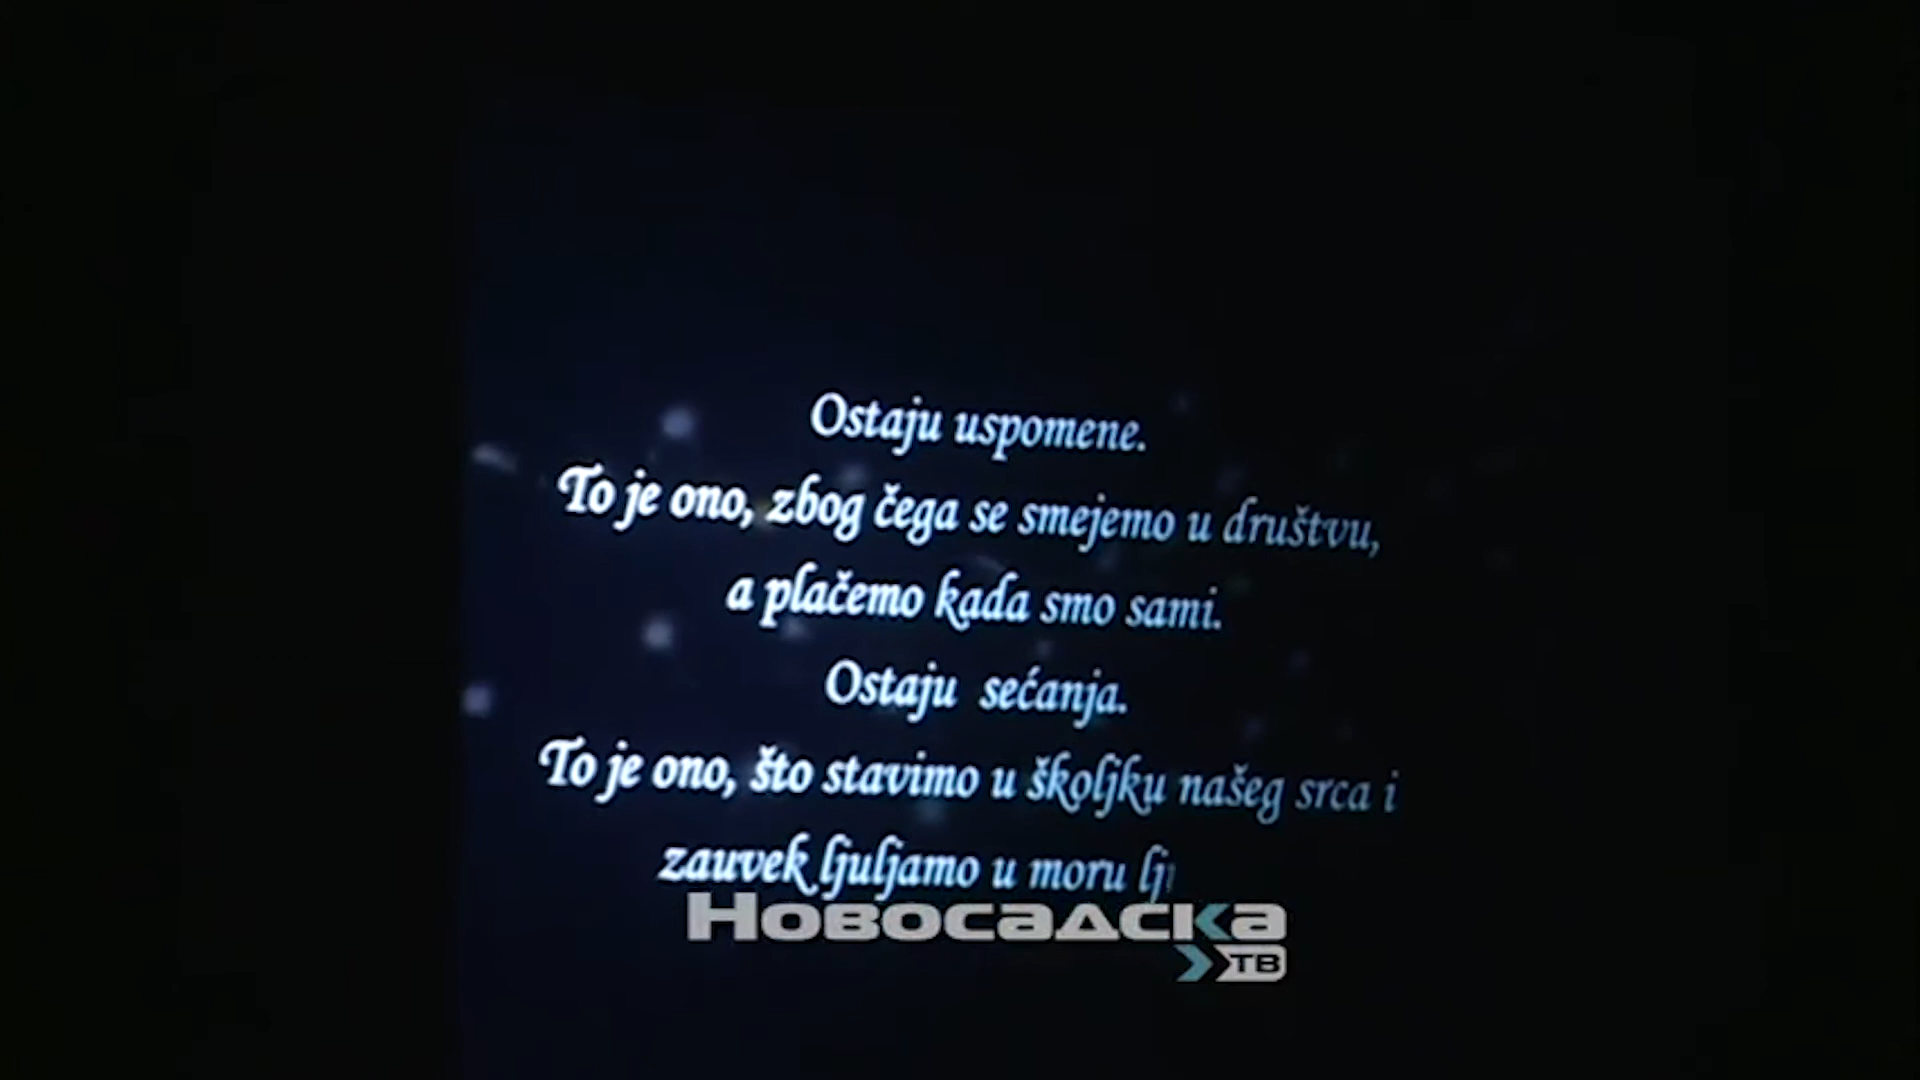 Ostaju uspomene.
To je ono, zbog čega se smejemo u društvu,
a plačemo kada smo sami.
Ostaju sećanja.
To je ono, što stavimo u školjku našeg srca i
zauvek ljuljamo u moru
Новосадска
ТВ